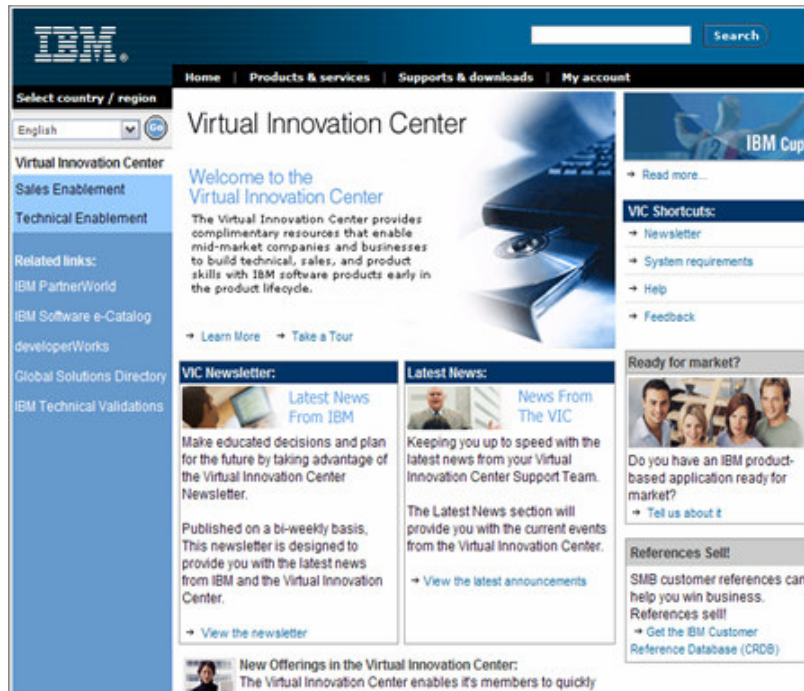 IBM.
Search
Home | Products & services | Supports & downloads | My account
Select country / region
English
Go
Virtual Innovation Center
Sales Enablement
Technical Enablement
Related links:
IBM PartnerWorld
IBM Software e-Catalog
developerWorks
Global Solutions Directory
IBM Technical Validations
Virtual Innovation Center
Welcome to the
Virtual Innovation Center
The Virtual Innovation Center provides
complimentary resources that enable
mid-market companies and businesses
to build technical, sales, and product
skills with IBM software products early in
the product lifecycle.
→ Learn More → Take a Tour
VIC Newsletter:
Latest News
From IBM
Make educated decisions and plan
for the future by taking advantage of
the Virtual Innovation Center
Newsletter.
Published on a bi-weekly basis,
This newsletter is designed to
provide you with the latest news
from IBM and the Virtual Innovation
Center.
→ View the newsletter
Latest News:
News From
The VIC
Keeping you up to speed with the
latest news from your Virtual
Innovation Center Support Team.
The Latest News section will
provide you with the current events
from the Virtual Innovation Center.
→ View the latest announcements
New Offerings in the Virtual Innovation Center:
The Virtual Innovation Center enables it's members to quickly
IBM Cup
→ Read more...
VIC Shortcuts:
→ Newsletter
→ System requirements
→ Help
→ Feedback
Ready for market?
Do you have an IBM product-
based application ready for
market?
→ Tell us about it
References Sell!
SMB customer references can
help you win business.
References sell!
→ Get the IBM Customer
Reference Database (CRDB)